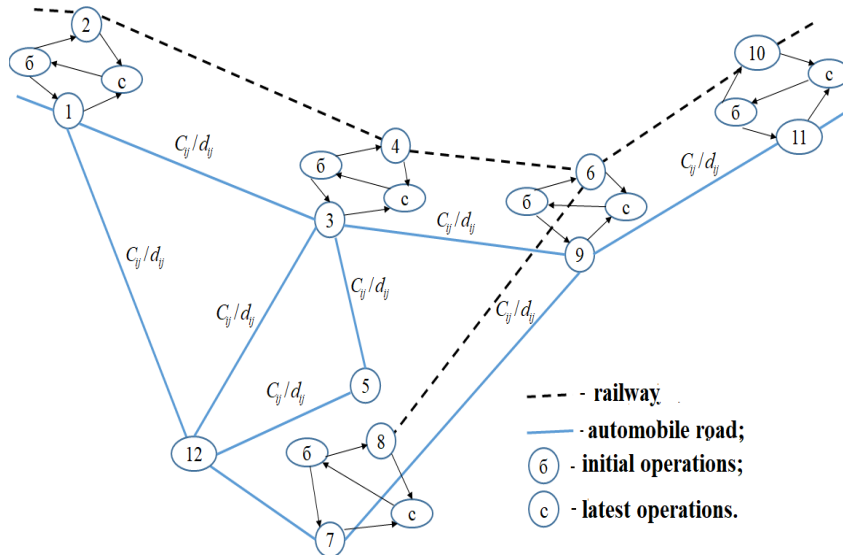 2
10
б
с
с
б
1
11
4
C_ij/d_ij
C_ij/d_ij
6
б
с
б
с
3
C_ij/d_ij
9
C_ij/d_ij
C_ij/d_ij
C_ij/d_ij
C_ij/d_ij
5
C_ij/d_ij
- railway
8
- automobile road;
12
б
б - initial operations;
с
с - latest operations.
7